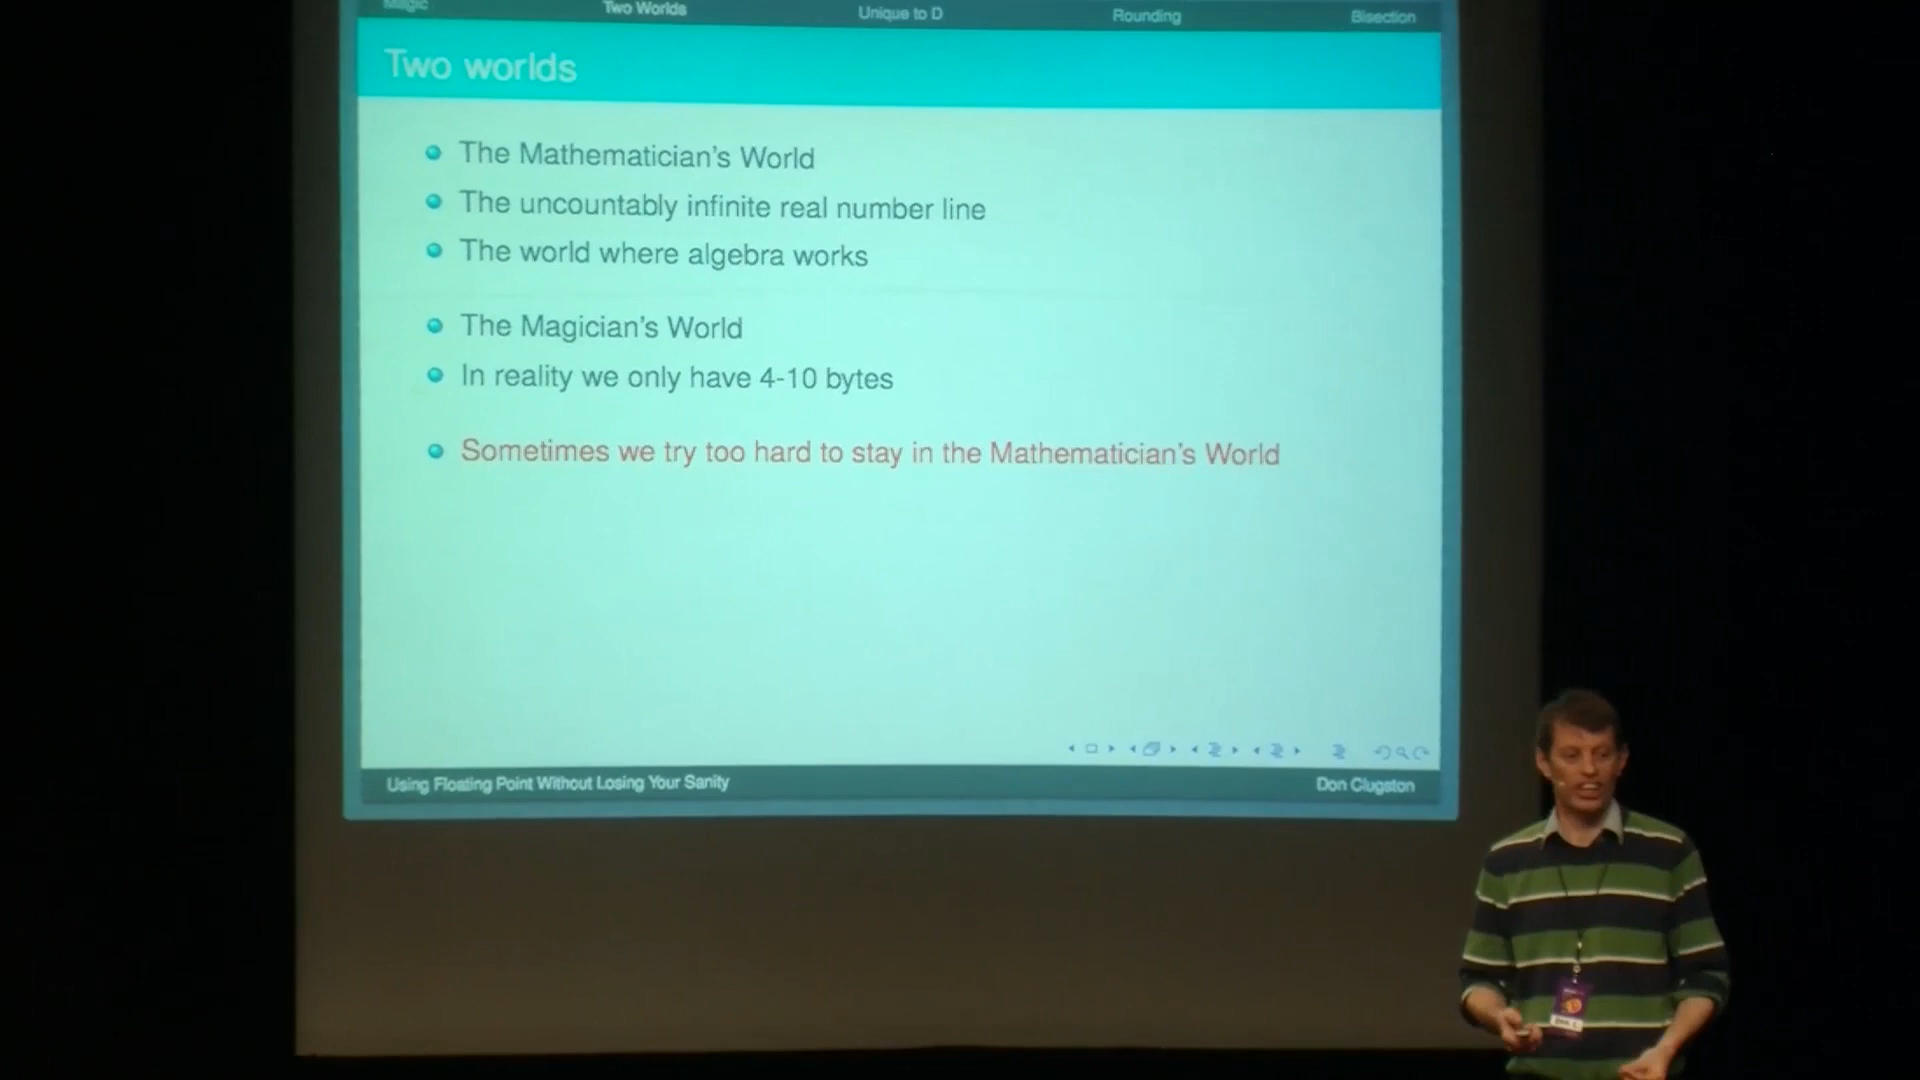 Magic Two Worlds Unique to D Rounding Bisection
Two worlds
The Mathematician's World
The uncountably infinite real number line
The world where algebra works
The Magician's World
In reality we only have 4-10 bytes
Sometimes we try too hard to stay in the Mathematician's World
Using Floating Point Without Losing Your Sanity Don Clugston